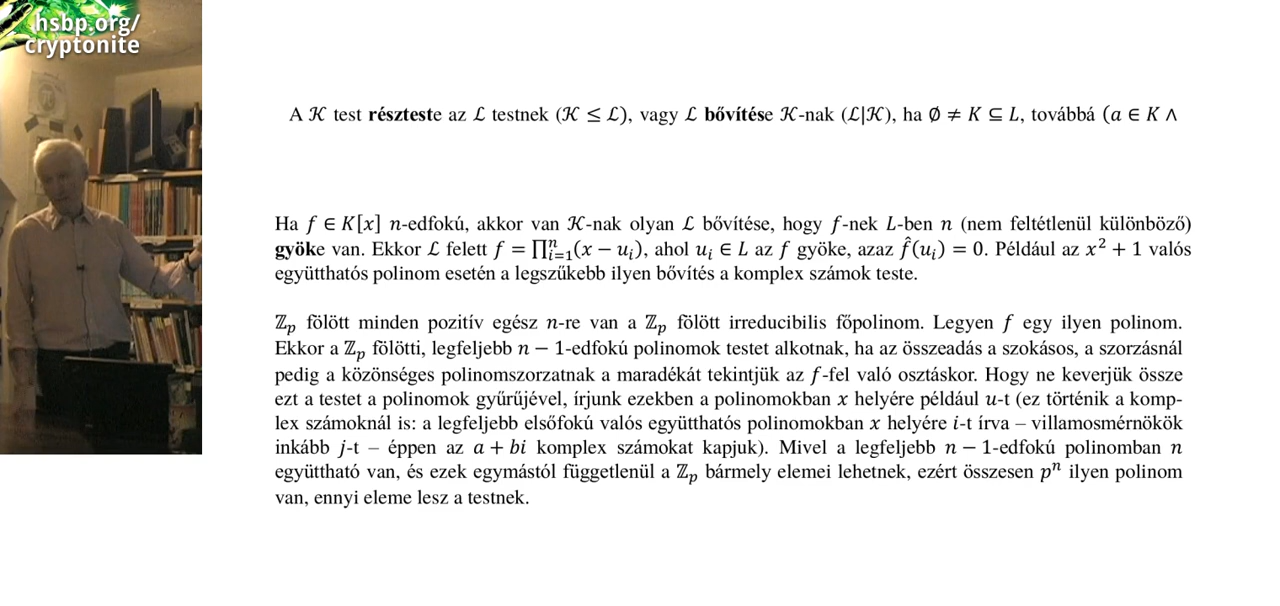 hsbp.org/
cryptonite
A 𝒦 test részteste az ℒ testnek (𝒦 ≤ ℒ), vagy ℒ bővítése 𝒦-nak (ℒ|𝒦), ha ∅ ≠ K ⊆ L, továbbá (a ∈ K ∧
Ha f ∈ K[x] n-edfokú, akkor van 𝒦-nak olyan ℒ bővítése, hogy f-nek L-ben n (nem feltétlenül különböző)
gyöke van. Ekkor ℒ felett f = ∏ⁿᵢ₌₁(x − uᵢ), ahol uᵢ ∈ L az f gyöke, azaz f̂(uᵢ) = 0. Például az x² + 1 valós
együtthatós polinom esetén a legszűkebb ilyen bővítés a komplex számok teste.
ℤₚ fölött minden pozitív egész n-re van a ℤₚ fölött irreducibilis főpolinom. Legyen f egy ilyen polinom.
Ekkor a ℤₚ fölötti, legfeljebb n − 1-edfokú polinomok testet alkotnak, ha az összeadás a szokásos, a szorzásnál
pedig a közönséges polinomszorzatnak a maradékát tekintjük az f-fel való osztáskor. Hogy ne keverjük össze
ezt a testet a polinomok gyűrűjével, írjunk ezekben a polinomokban x helyére például u-t (ez történik a komp-
lex számoknál is: a legfeljebb elsőfokú valós együtthatós polinomokban x helyére i-t írva – villamosmérnökök
inkább j-t – éppen az a + bi komplex számokat kapjuk). Mivel a legfeljebb n − 1-edfokú polinomban n
együttható van, és ezek egymástól függetlenül a ℤₚ bármely elemei lehetnek, ezért összesen pⁿ ilyen polinom
van, ennyi eleme lesz a testnek.